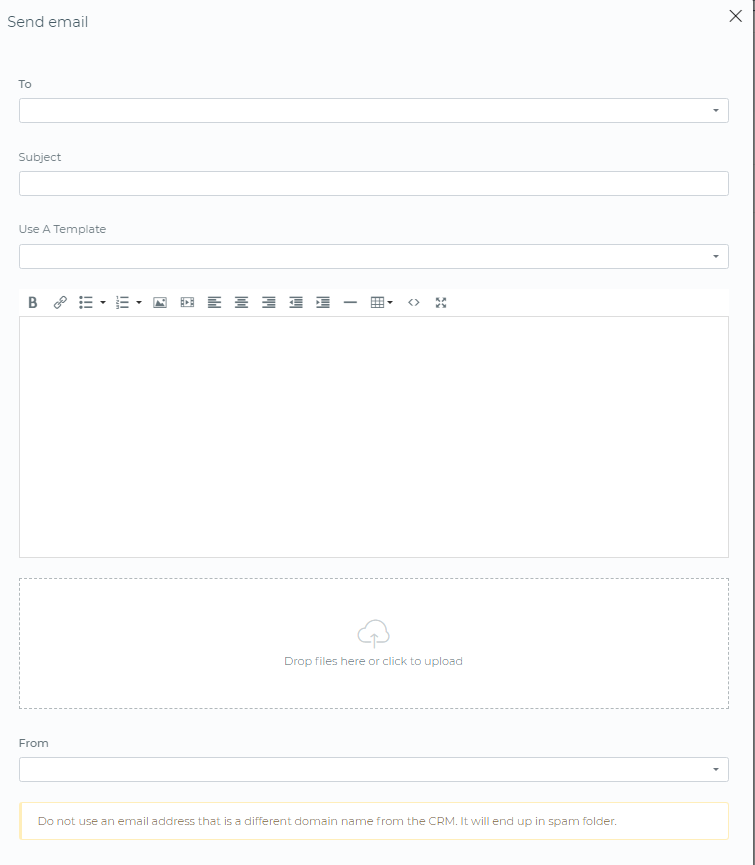 Send email
To
Subject
Use A Template
B
Drop files here or click to upload
From
Do not use an email address that is a different domain name from the CRM. It will end up in spam folder.